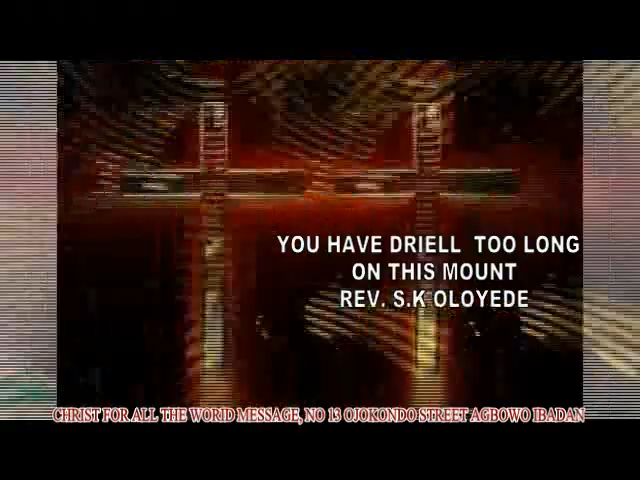 YOU HAVE DRIELL TOO LONG
ON THIS MOUNT
REV. S.K OLOYEDE
CHRIST FOR ALL THE WORID MESSAGE, NO 13 OJOKONDO STREET AGBOWO IBADAN